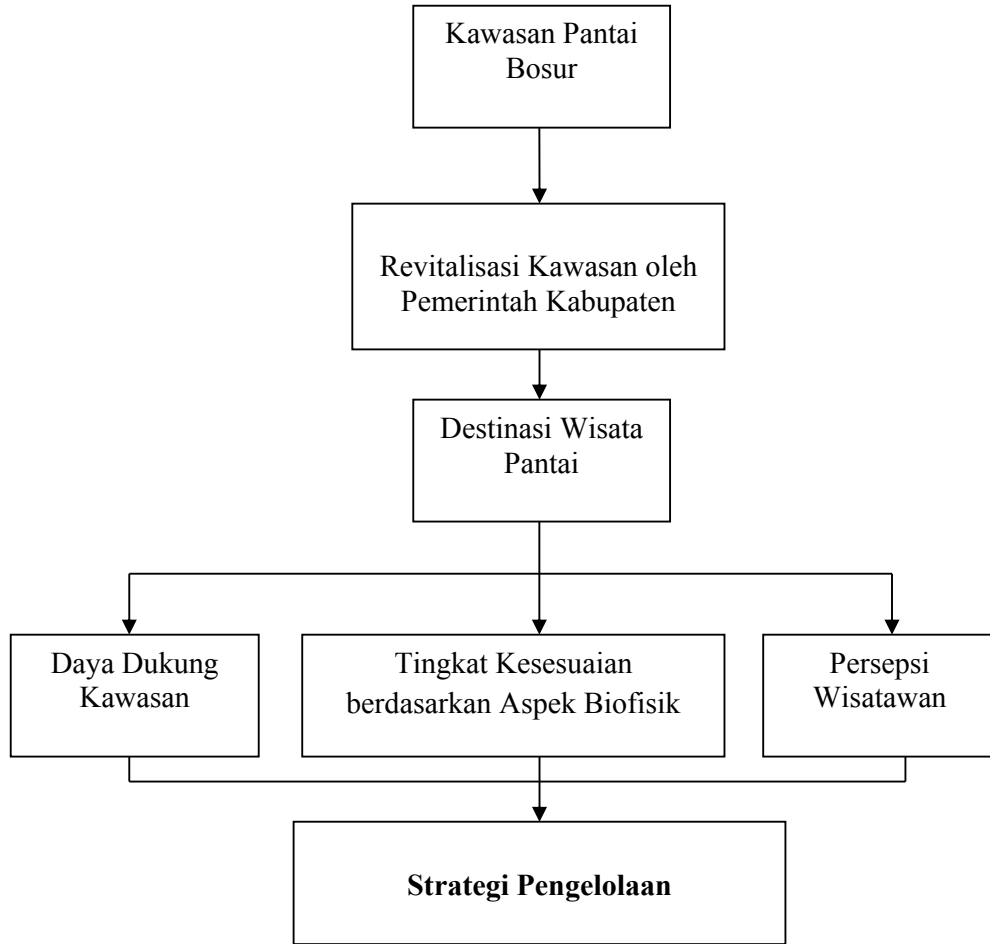 Kawasan Pantai
Bosur
Revitalisasi Kawasan oleh
Pemerintah Kabupaten
Destinasi Wisata
Pantai
Daya Dukung
Kawasan
Tingkat Kesesuaian
berdasarkan Aspek Biofisik
Persepsi
Wisatawan
Strategi Pengelolaan